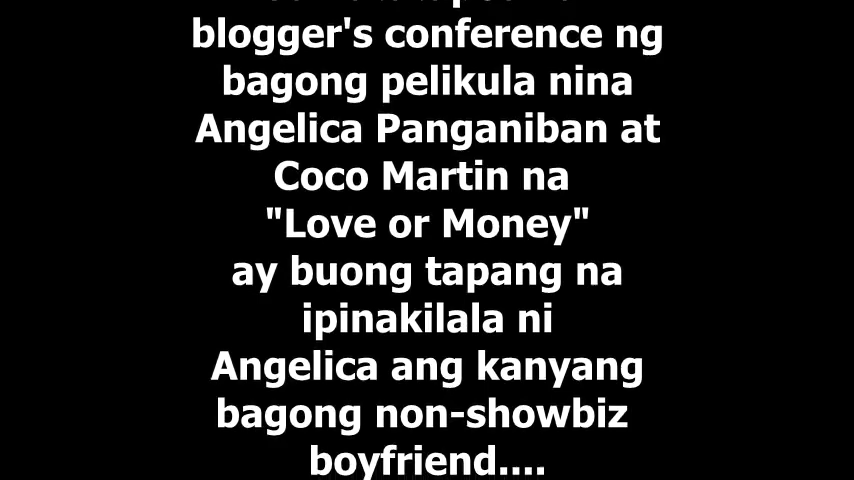 blogger's conference ng
bagong pelikula nina
Angelica Panganiban at
Coco Martin na
"Love or Money"
ay buong tapang na
ipinakilala ni
Angelica ang kanyang
bagong non-showbiz
boyfriend....